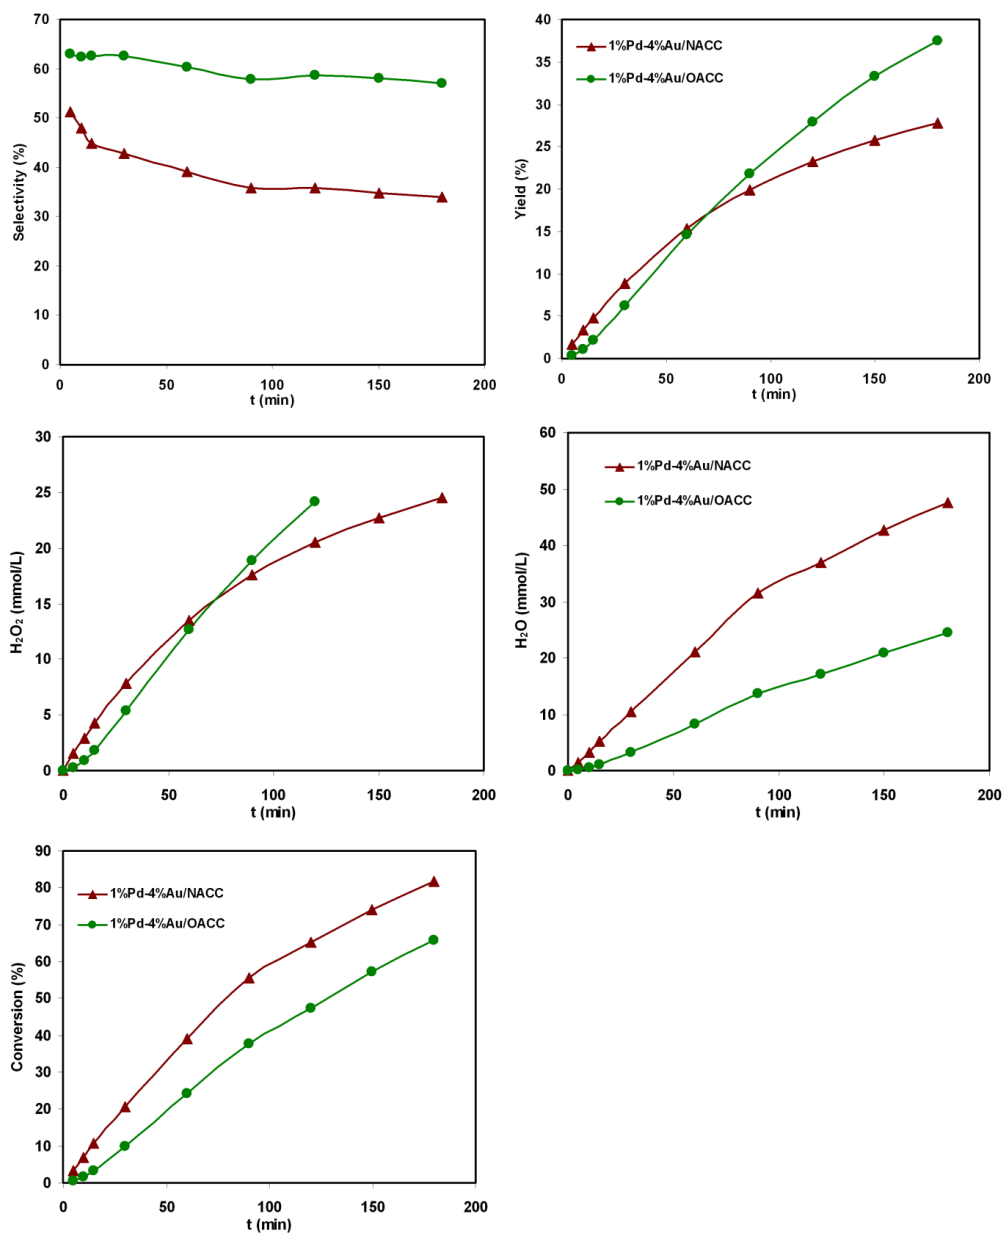 70
60
50
40
30
20
10
0
Selectivity (%)
0 50 100 150 200
t (min)
40
35
30
25
20
15
10
5
0
Yield (%)
1%Pd-4%Au/NACC
1%Pd-4%Au/OACC
0 50 100 150 200
t (min)
30
25
20
15
10
5
0
H₂O₂ (mmol/L)
0 50 100 150 200
t (min)
60
50
40
30
20
10
0
H₂O (mmol/L)
1%Pd-4%Au/NACC
1%Pd-4%Au/OACC
0 50 100 150 200
t (min)
90
80
70
60
50
40
30
20
10
0
Conversion (%)
1%Pd-4%Au/NACC
1%Pd-4%Au/OACC
0 50 100 150 200
t (min)